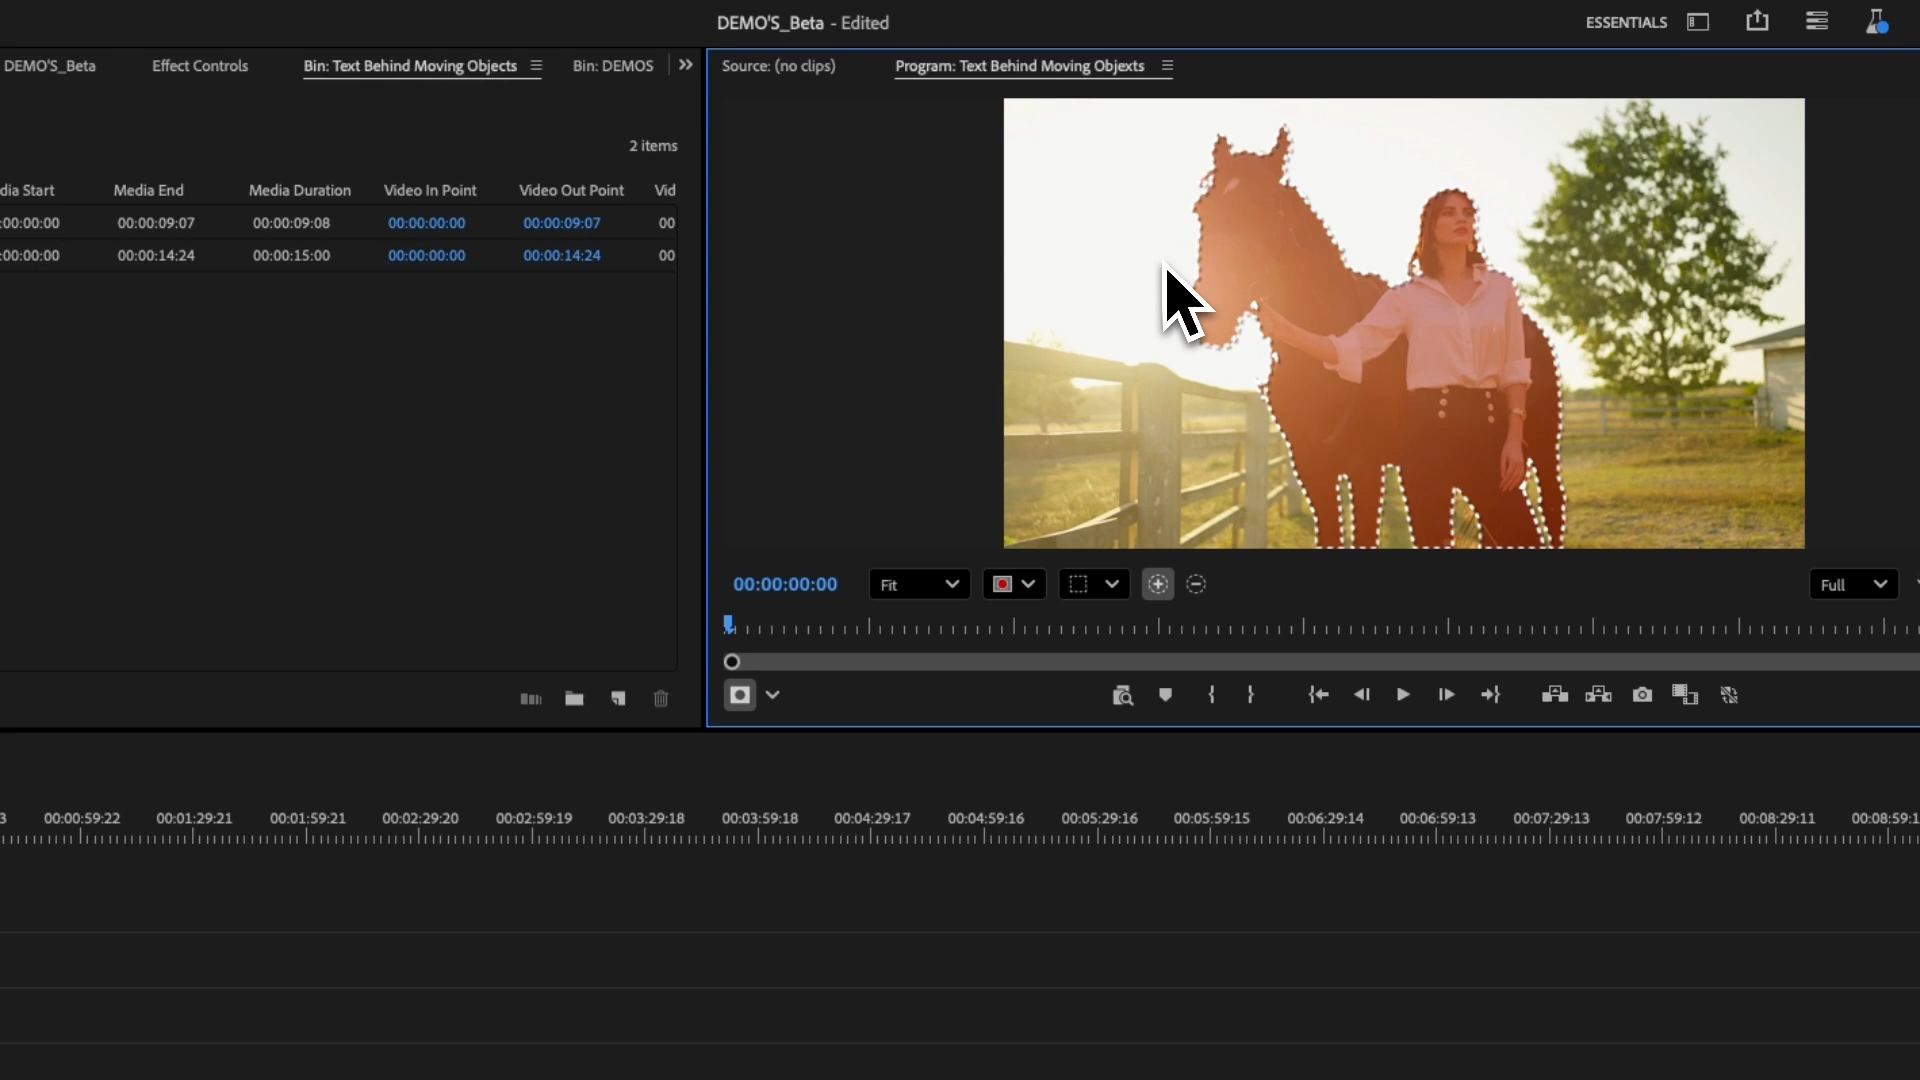 DEMO'S_Beta - Edited
ESSENTIALS
DEMO'S_Beta
Effect Controls
Bin: Text Behind Moving Objects
Bin: DEMOS
Source: (no clips)
Program: Text Behind Moving Objexts
2 items
dia Start
Media End
Media Duration
Video In Point
Video Out Point
Vid
:00:00:00
00:00:09:07
00:00:09:08
00:00:00:00
00:00:09:07
00
:00:00:00
00:00:14:24
00:00:15:00
00:00:00:00
00:00:14:24
00
00:00:00:00
Fit
Full
3
00:00:59:22
00:01:29:21
00:01:59:21
00:02:29:20
00:02:59:19
00:03:29:18
00:03:59:18
00:04:29:17
00:04:59:16
00:05:29:16
00:05:59:15
00:06:29:14
00:06:59:13
00:07:29:13
00:07:59:12
00:08:29:11
00:08:59:1